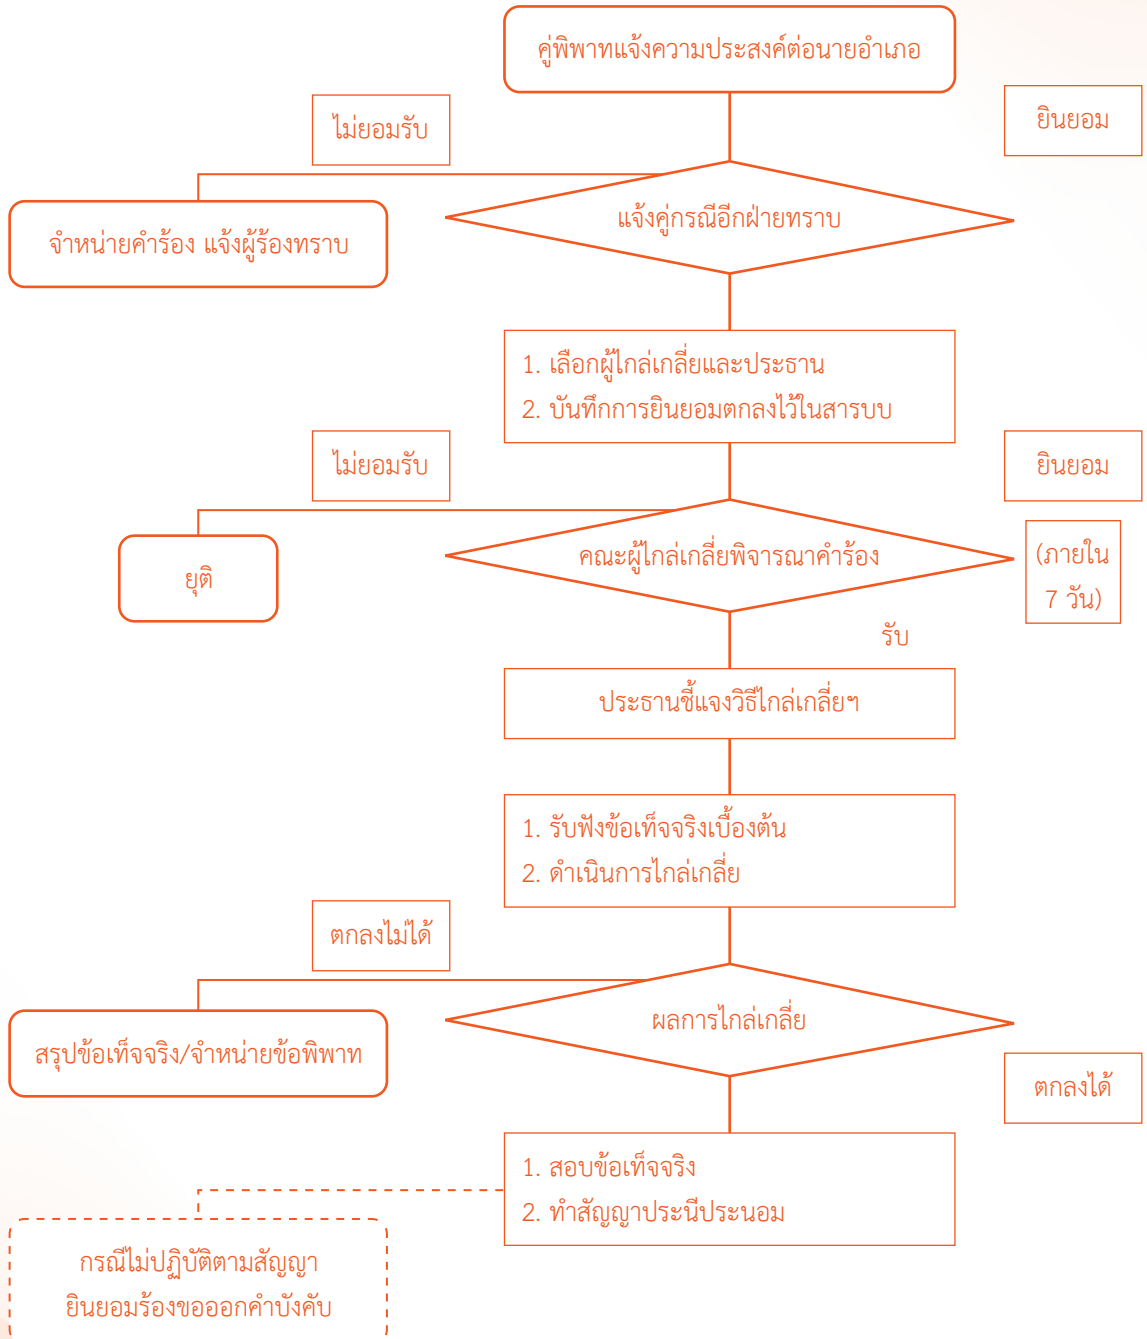 คู่พิพาทแจ้งความประสงค์ต่อนายอำเภอ
ไม่ยอมรับ
ยินยอม
แจ้งคู่กรณีอีกฝ่ายทราบ
จำหน่ายคำร้อง แจ้งผู้ร้องทราบ
1. เลือกผู้ไกล่เกลี่ยและประธาน
2. บันทึกการยินยอมตกลงไว้ในสารบบ
ไม่ยอมรับ
ยินยอม
คณะผู้ไกล่เกลี่ยพิจารณาคำร้อง
(ภายใน
7 วัน)
ยุติ
รับ
ประธานชี้แจงวิธีไกล่เกลี่ยฯ
1. รับฟังข้อเท็จจริงเบื้องต้น
2. ดำเนินการไกล่เกลี่ย
ตกลงไม่ได้
ผลการไกล่เกลี่ย
สรุปข้อเท็จจริง/จำหน่ายข้อพิพาท
ตกลงได้
1. สอบข้อเท็จจริง
2. ทำสัญญาประนีประนอม
กรณีไม่ปฏิบัติตามสัญญา
ยินยอมร้องขอออกคำบังคับ